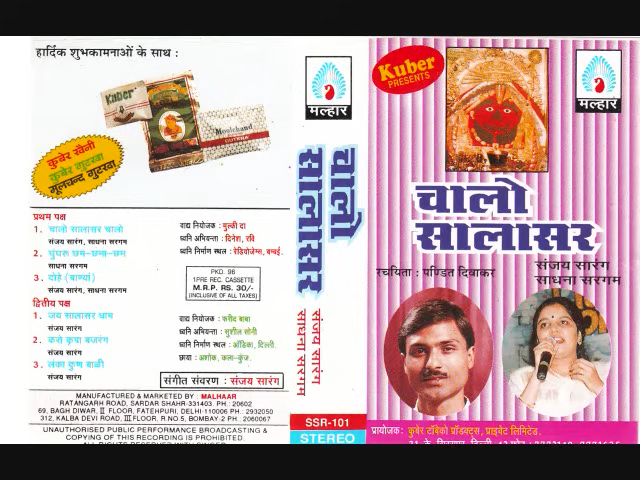 हार्दिक शुभकामनाओं के साथ :
Kuber
Moolchand
GUTKHA
कुबेर खैनी
कुबेर गुटखा
मूलचन्द गुटखा
प्रथम पक्ष
1. चालो सालासर चालो
संजय सारंग, साधना सरगम
2. घुंघरू छम-छमा-छम
साधना सरगम
3. दोहे (बाण्यां)
संजय सारंग, साधना सरगम
द्वितीय पक्ष
1. जय सालासर धाम
संजय सारंग
2. करो कृपा बजरंग
संजय सारंग
3. लंका कुण बाळी
संजय सारंग
वाद्य नियोजक : मुल्की दा
ध्वनि अभियन्ता : दिनेश, रवि
ध्वनि निर्माण स्थल : रेडियोजेम्स, बम्बई.
PKD. 96
1PRE REC. CASSETTE
M.R.P. RS. 30/-
(INCLUSIVE OF ALL TAXES)
वाद्य नियोजक : फरीद बाबा
ध्वनि अभियन्ता : सुशील सोनी
ध्वनि निर्माण स्थल : ऑडिका, दिल्ली.
छाया : अशोक, कला-कुंज.
संगीत संवरण : संजय सारंग
MANUFACTURED & MARKETED BY : MALHAAR
RATANGARH ROAD, SARDAR SHAHR-331403. PH : 20602
69, BAGH DIWAR, II FLOOR, FATEHPURI, DELHI-110006 PH : 2932050
312, KALBA DEVI ROAD, III FLOOR, R.NO.5, BOMBAY-2 PH : 2060067
UNAUTHORISED PUBLIC PERFORMANCE BROADCASTING &
COPYING OF THIS RECORDING IS PROHIBITED
मल्हार
चालो सालासर
संजय सारंग
साधना सरगम
SSR-101
STEREO
Kuber
PRESENTS
मल्हार
चालो
सालासर
रचयिता : पण्डित दिवाकर
संजय सारंग
साधना सरगम
प्रायोजक: कुबेर टॉबेको प्रॉडक्ट्स, प्राइवेट लिमिटेड.